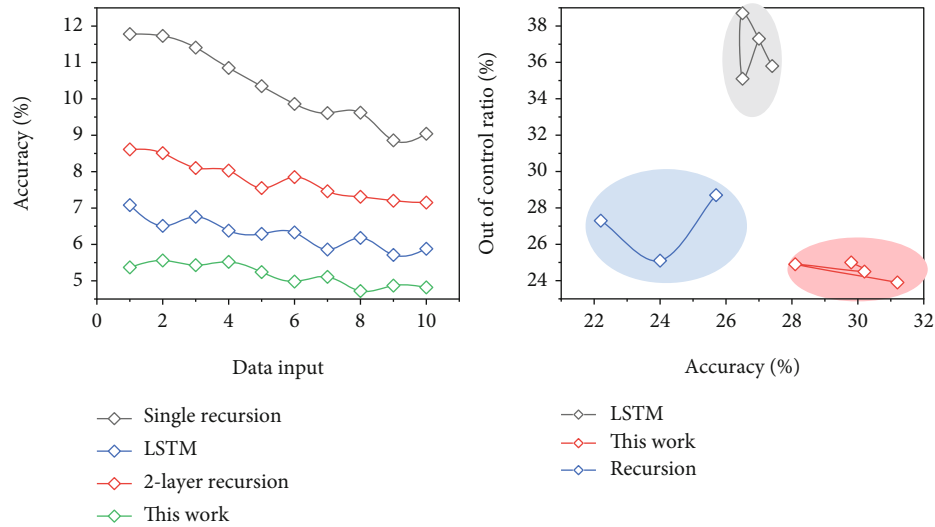 12
11
10
9
8
7
6
5
Accuracy (%)
0 2 4 6 8 10
Data input
Single recursion
LSTM
2-layer recursion
This work
38
36
34
39
30
28
26
24
Out of control ratio (%)
22 24 26 28 30 32
Accuracy (%)
LSTM
This work
Recursion